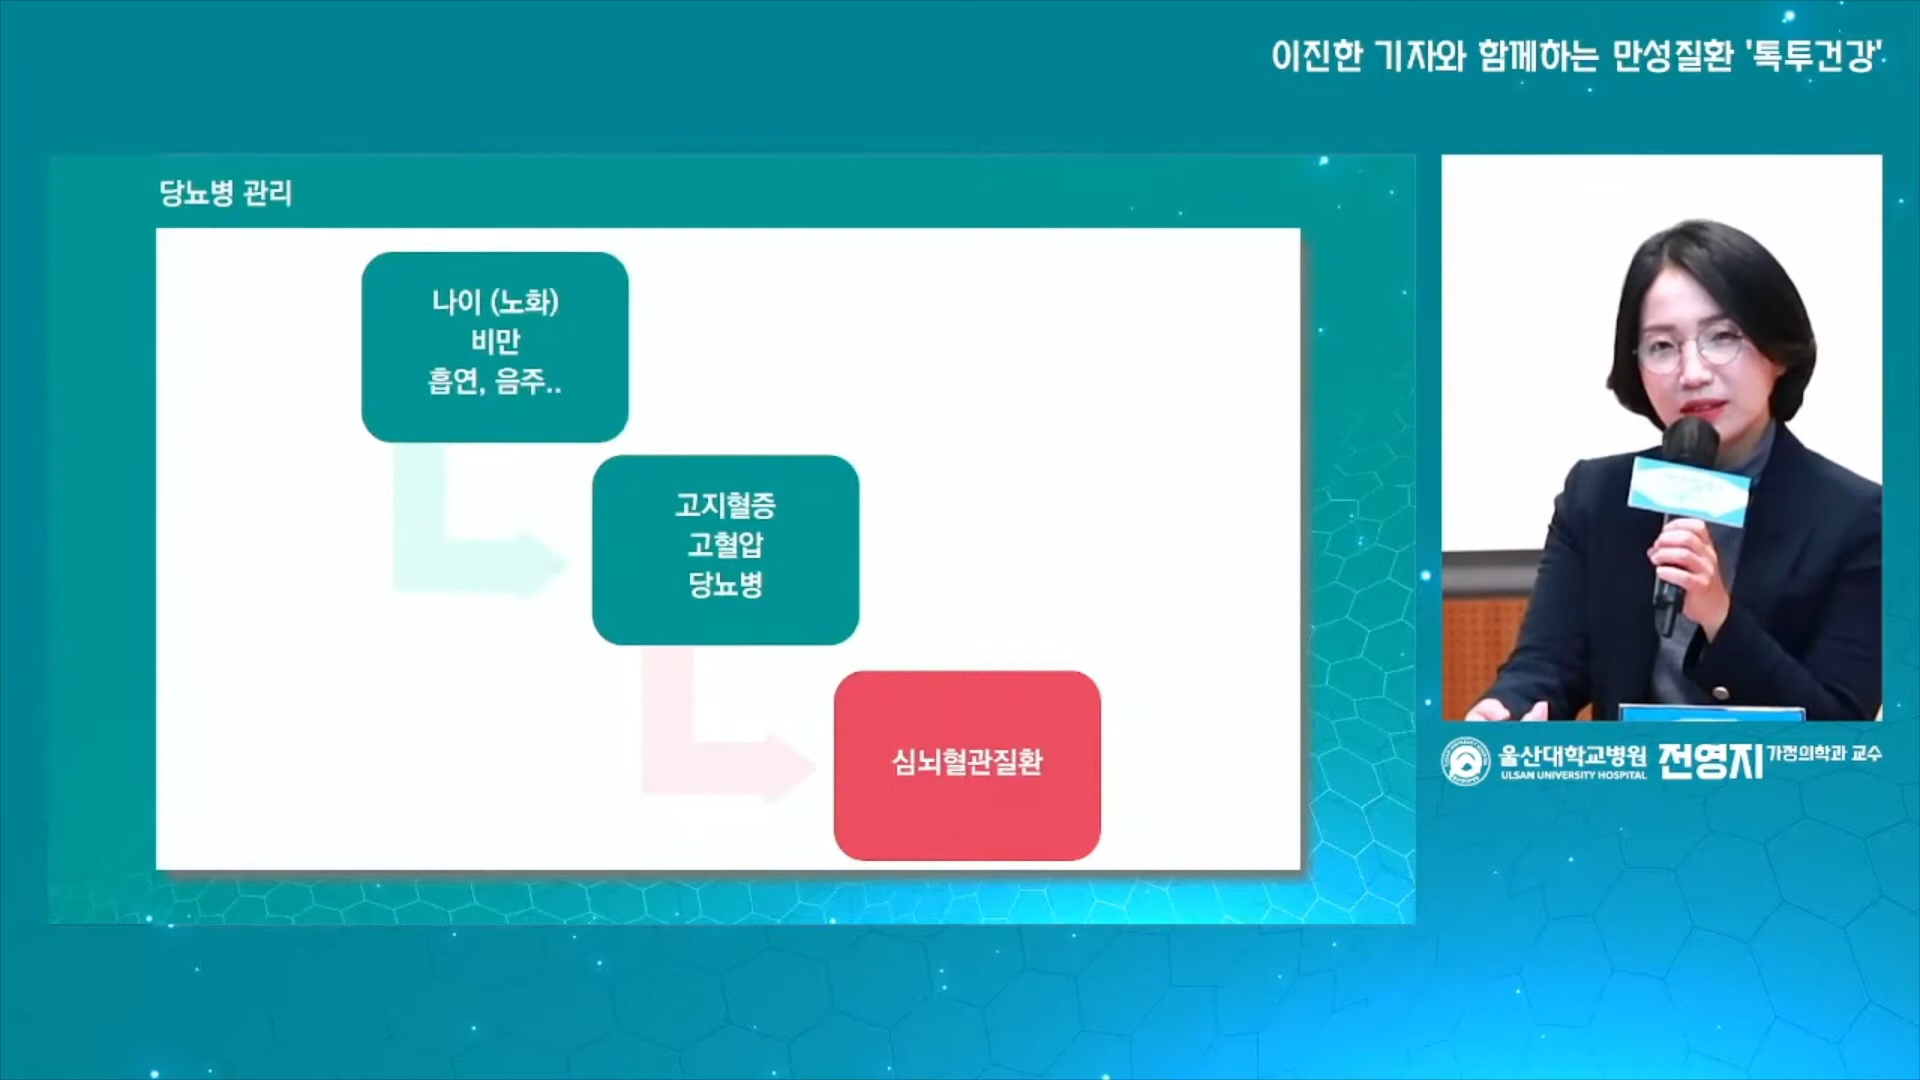 이진한 기자와 함께하는 만성질환 '톡투건강'
당뇨병 관리
나이 (노화)
비만
흡연, 음주..
고지혈증
고혈압
당뇨병
심뇌혈관질환
울산대학교병원
ULSAN UNIVERSITY HOSPITAL
전영지 가정의학과 교수